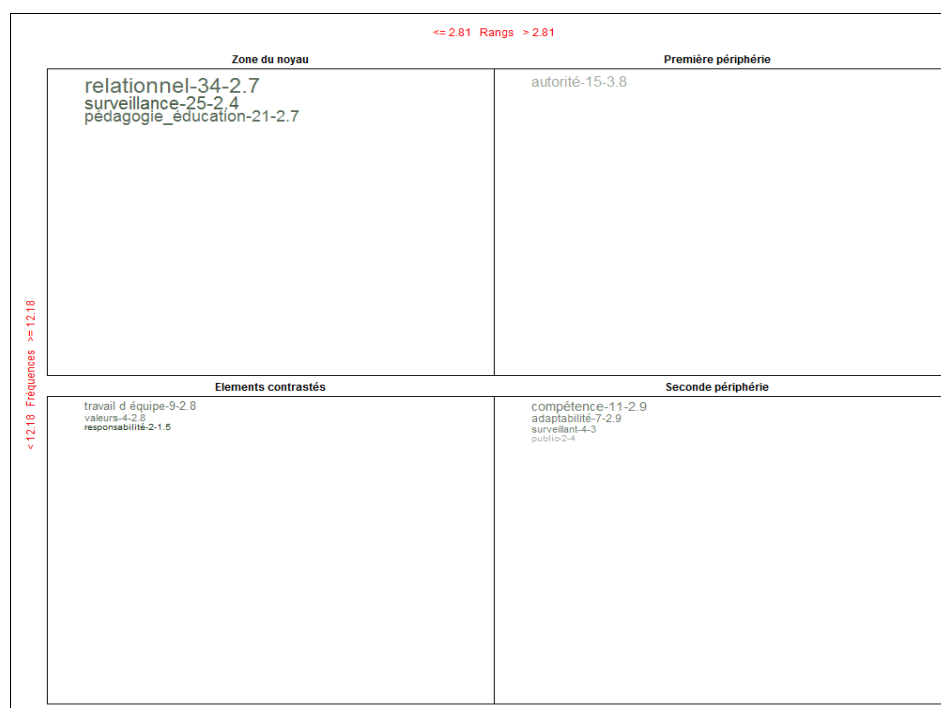 <= 2.81 Rangs > 2.81
Zone du noyau
Première périphérie
relationnel-34-2.7
surveillance-25-2.4
pédagogie_éducation-21-2.7
autorité-15-3.8
< 12.18 Fréquences >= 12.18
Elements contrastés
Seconde périphérie
travail d équipe-9-2.8
valeurs-4-2.8
responsabilité-2-1.5
compétence-11-2.9
adaptabilité-7-2.9
surveillant-4-3
public-2-4